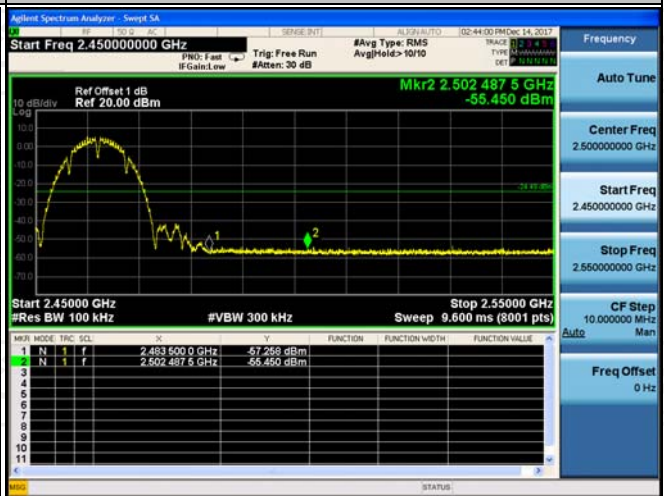 Agilent Spectrum Analyzer - Swept SA
RF 50 Ω AC SENSE:INT ALIGN AUTO 02:44:00 PM Dec 14, 2017
Start Freq 2.450000000 GHz
PNO: Fast
IFGain:Low
Trig: Free Run
#Atten: 30 dB
#Avg Type: RMS
Avg|Hold:>10/10
TRACE 1 2 3 4 5 6
TYPE
DET P N N N N N
Ref Offset 1 dB
Ref 20.00 dBm
10 dB/div
Log
Mkr2 2.502 487 5 GHz
-55.450 dBm
10.0
0.00
-10.0
-20.0
-30.0
-40.0
-50.0
-60.0
-70.0
1
2
Start 2.45000 GHz
#Res BW 100 kHz
#VBW 300 kHz
Stop 2.55000 GHz
Sweep 9.600 ms (8001 pts)
MKR MODE TRC SCL X Y FUNCTION FUNCTION WIDTH FUNCTION VALUE
1 N 1 f 2.483 500 0 GHz -57.258 dBm
2 N 1 f 2.502 487 5 GHz -55.450 dBm
3
4
5
6
7
8
9
10
11
MSG
STATUS
Frequency
Auto Tune
Center Freq
2.500000000 GHz
Start Freq
2.450000000 GHz
Stop Freq
2.550000000 GHz
CF Step
10.000000 MHz
Auto Man
Freq Offset
0 Hz